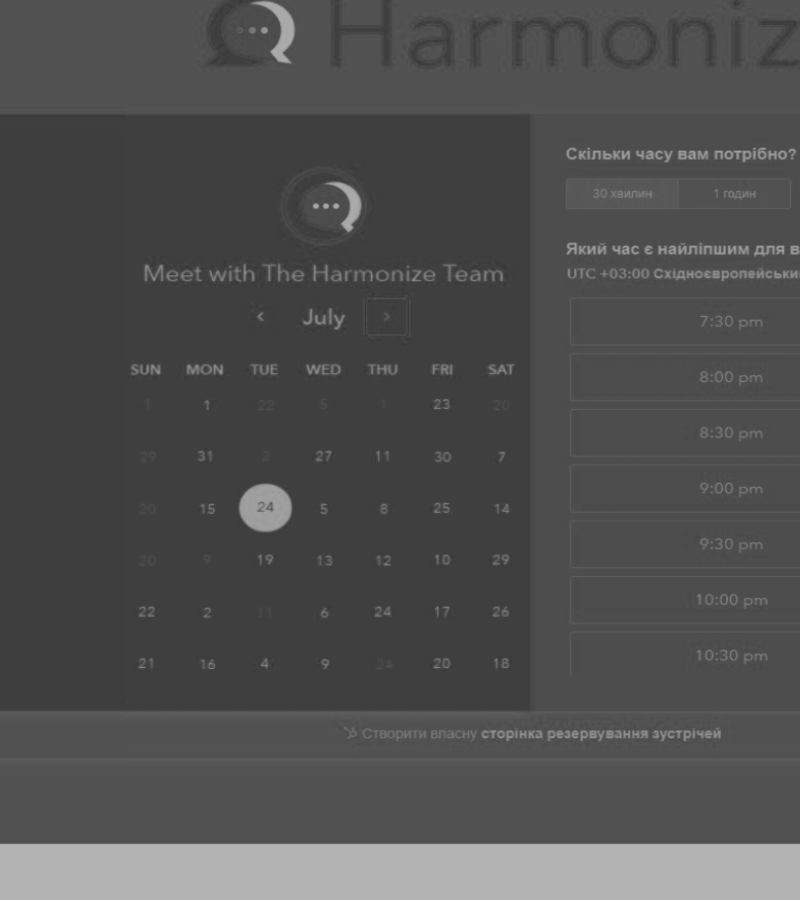 Harmoniz
Скільки часу вам потрібно?
30 хвилин 1 годин
Meet with The Harmonize Team
Який час є найліпшим для в
UTC +03:00 Східноєвропейськи
July
7:30 pm
8:00 pm
8:30 pm
9:00 pm
9:30 pm
10:00 pm
10:30 pm
SUN MON TUE WED THU FRI SAT
1 22 23 20
29 31 2 27 11 30 7
20 15 24 5 8 25 14
20 9 19 13 12 10 29
22 2 11 6 24 17 26
21 16 4 9 24 20 18
Створити власну сторінка резервування зустрічей